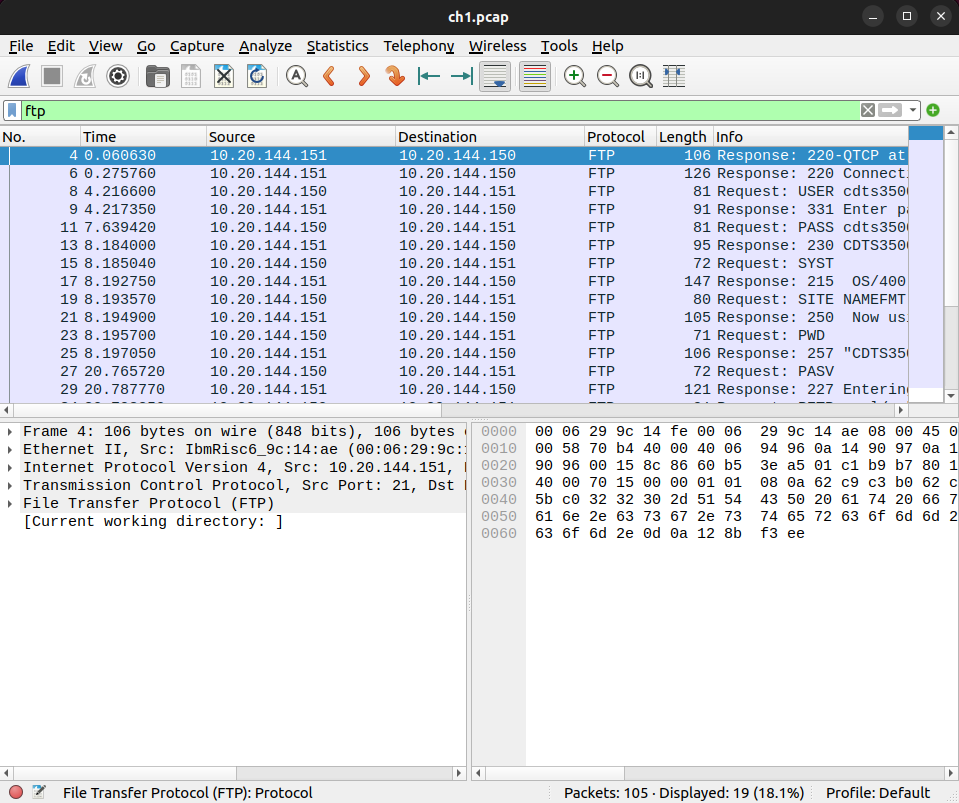 ch1.pcap
File Edit View Go Capture Analyze Statistics Telephony Wireless Tools Help
ftp
No. Time Source Destination Protocol Length Info
4 0.060630 10.20.144.151 10.20.144.150 FTP 106 Response: 220-QTCP at
6 0.275760 10.20.144.151 10.20.144.150 FTP 126 Response: 220 Connecti
8 4.216600 10.20.144.150 10.20.144.151 FTP 81 Request: USER cdts3500
9 4.217350 10.20.144.151 10.20.144.150 FTP 91 Response: 331 Enter pa
11 7.639420 10.20.144.150 10.20.144.151 FTP 81 Request: PASS cdts3500
13 8.184000 10.20.144.151 10.20.144.150 FTP 95 Response: 230 CDTS3500
15 8.185040 10.20.144.150 10.20.144.151 FTP 72 Request: SYST
17 8.192750 10.20.144.151 10.20.144.150 FTP 147 Response: 215 OS/400
19 8.193570 10.20.144.150 10.20.144.151 FTP 80 Request: SITE NAMEFMT
21 8.194900 10.20.144.151 10.20.144.150 FTP 105 Response: 250 Now usi
23 8.195700 10.20.144.150 10.20.144.151 FTP 71 Request: PWD
25 8.197050 10.20.144.151 10.20.144.150 FTP 106 Response: 257 "CDTS350
27 20.765720 10.20.144.150 10.20.144.151 FTP 72 Request: PASV
29 20.787770 10.20.144.151 10.20.144.150 FTP 121 Response: 227 Entering
Frame 4: 106 bytes on wire (848 bits), 106 bytes
Ethernet II, Src: IbmRisc6_9c:14:ae (00:06:29:9c:
Internet Protocol Version 4, Src: 10.20.144.151,
Transmission Control Protocol, Src Port: 21, Dst
File Transfer Protocol (FTP)
[Current working directory: ]
0000 00 06 29 9c 14 fe 00 06 29 9c 14 ae 08 00 45 0
0010 00 58 70 b4 40 00 40 06 94 96 0a 14 90 97 0a 1
0020 90 96 00 15 8c 86 60 b5 3e a5 01 c1 b9 b7 80 1
0030 40 00 70 15 00 00 01 01 08 0a 62 c9 c3 b0 62 c
0040 5b c0 32 32 30 2d 51 54 43 50 20 61 74 20 66 7
0050 61 6e 2e 63 73 67 2e 73 74 65 72 63 6f 6d 6d 2
0060 63 6f 6d 2e 0d 0a 12 8b f3 ee
File Transfer Protocol (FTP): Protocol Packets: 105 · Displayed: 19 (18.1%) Profile: Default